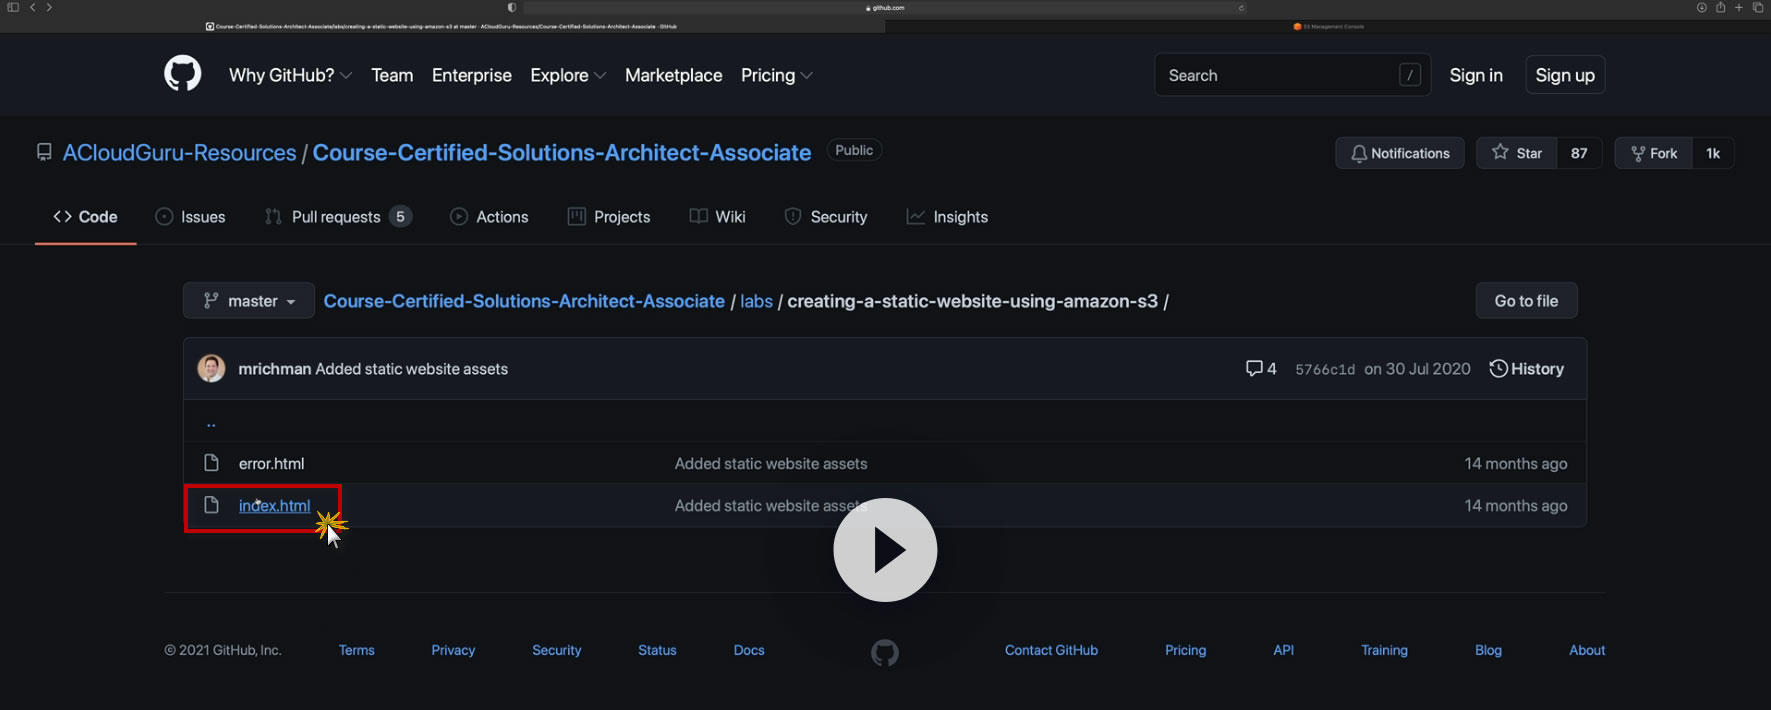 github.com
Course-Certified-Solutions-Architect-Associate/labs/creating-a-static-website-using-amazon-s3 at master · ACloudGuru-Resources/Course-Certified-Solutions-Architect-Associate · GitHub
S3 Management Console
Why GitHub? Team Enterprise Explore Marketplace Pricing Search / Sign in Sign up
ACloudGuru-Resources / Course-Certified-Solutions-Architect-Associate Public Notifications Star 87 Fork 1k
<> Code Issues Pull requests 5 Actions Projects Wiki Security Insights
master Course-Certified-Solutions-Architect-Associate / labs / creating-a-static-website-using-amazon-s3 / Go to file
mrichman Added static website assets 4 5766c1d on 30 Jul 2020 History
..
error.html Added static website assets 14 months ago
index.html Added static website assets 14 months ago
© 2021 GitHub, Inc. Terms Privacy Security Status Docs Contact GitHub Pricing API Training Blog About